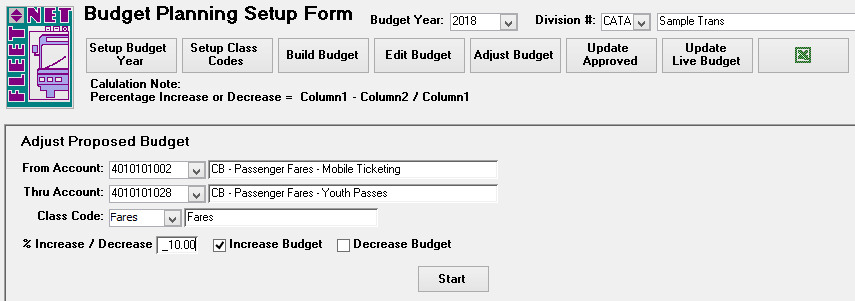 FLEET NET
Budget Planning Setup Form Budget Year: 2018 Division #: CATA Sample Trans
Setup Budget Year Setup Class Codes Build Budget Edit Budget Adjust Budget Update Approved Update Live Budget
Calulation Note:
Percentage Increase or Decrease = Column1 - Column2 / Column1
Adjust Proposed Budget
From Account: 4010101002 CB - Passenger Fares - Mobile Ticketing
Thru Account: 4010101028 CB - Passenger Fares - Youth Passes
Class Code: Fares Fares
% Increase / Decrease _10.00 Increase Budget Decrease Budget
Start